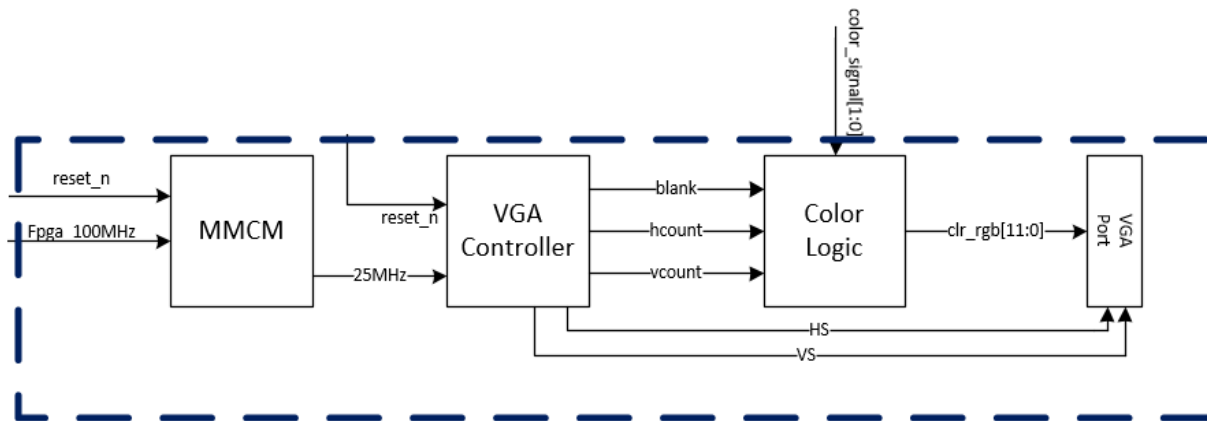 color_signal[1:0]
reset_n
Fpga_100MHz
MMCM
25MHz
reset_n
VGA
Controller
blank
hcount
vcount
Color
Logic
clr_rgb[11:0]
VGA
Port
HS
VS